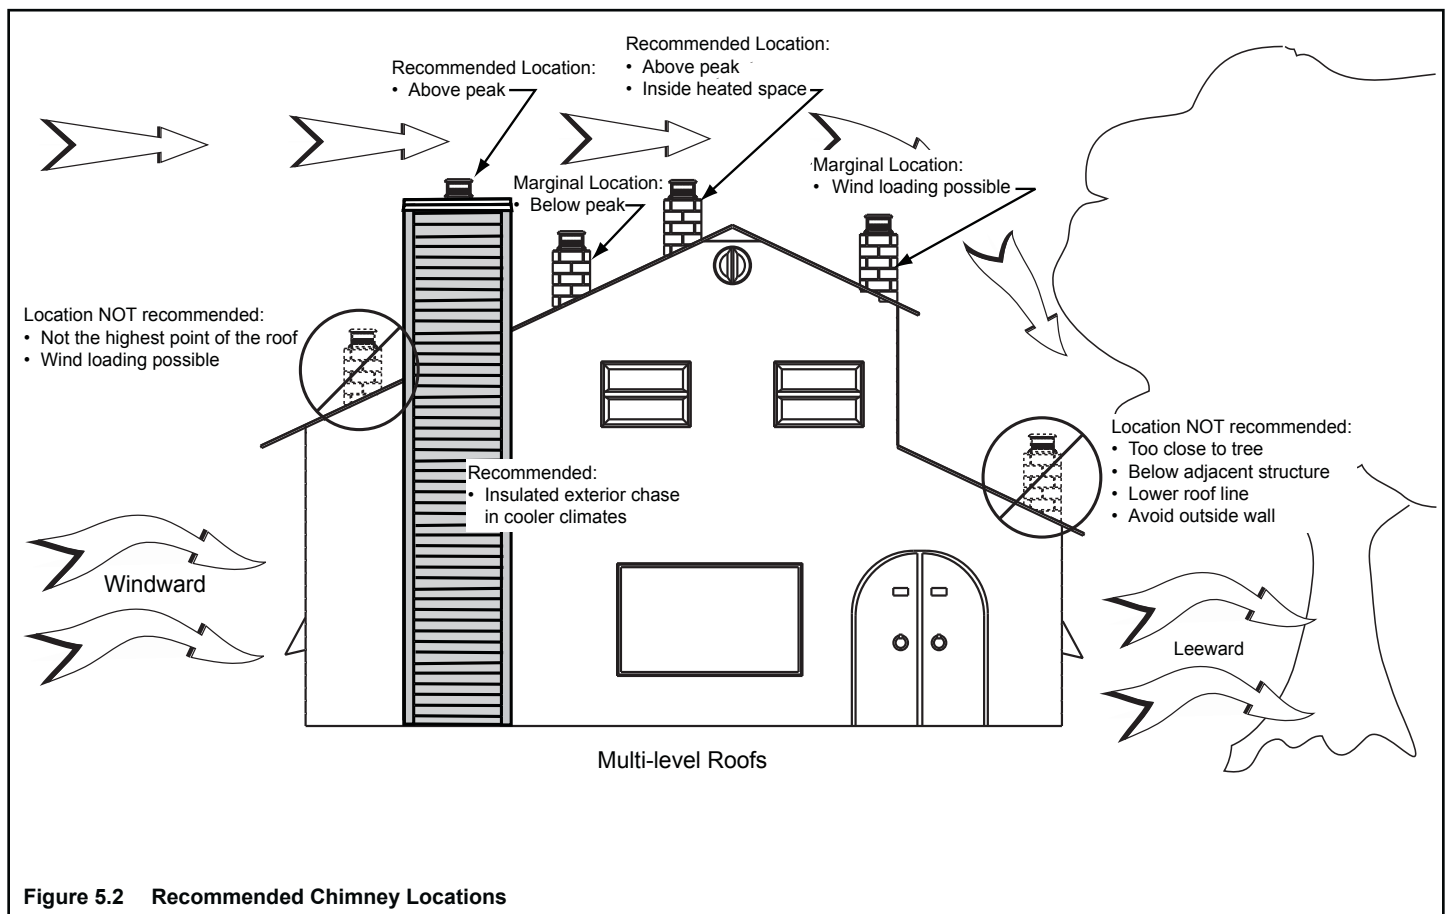 Recommended Location:
• Above peak
Recommended Location:
• Above peak
• Inside heated space
Marginal Location:
• Below peak
Marginal Location:
• Wind loading possible
Location NOT recommended:
• Not the highest point of the roof
• Wind loading possible
Recommended:
• Insulated exterior chase
in cooler climates
Location NOT recommended:
• Too close to tree
• Below adjacent structure
• Lower roof line
• Avoid outside wall
Windward
Leeward
Multi-level Roofs
Figure 5.2 Recommended Chimney Locations